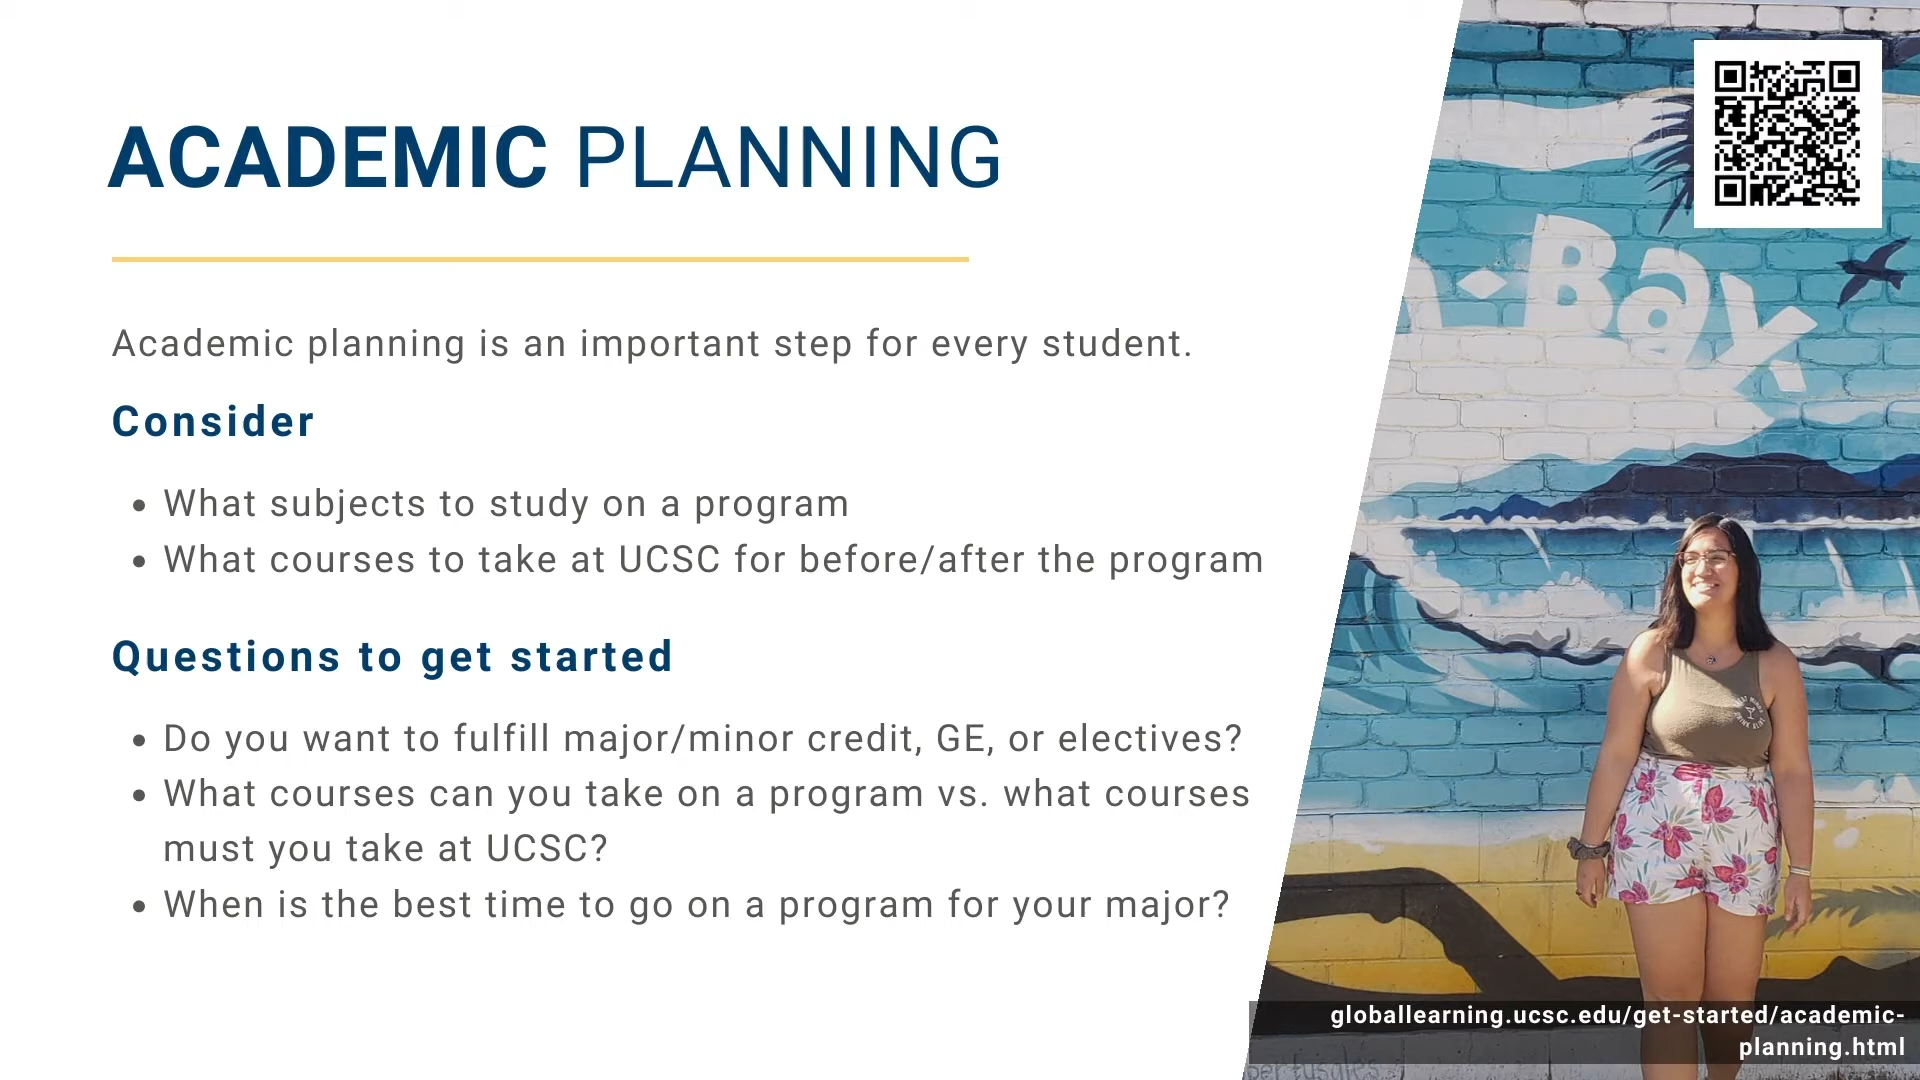 ACADEMIC PLANNING
Academic planning is an important step for every student.
Consider
• What subjects to study on a program
• What courses to take at UCSC for before/after the program
Questions to get started
• Do you want to fulfill major/minor credit, GE, or electives?
• What courses can you take on a program vs. what courses
must you take at UCSC?
• When is the best time to go on a program for your major?
-Bay
globallearning.ucsc.edu/get-started/academic-
planning.html